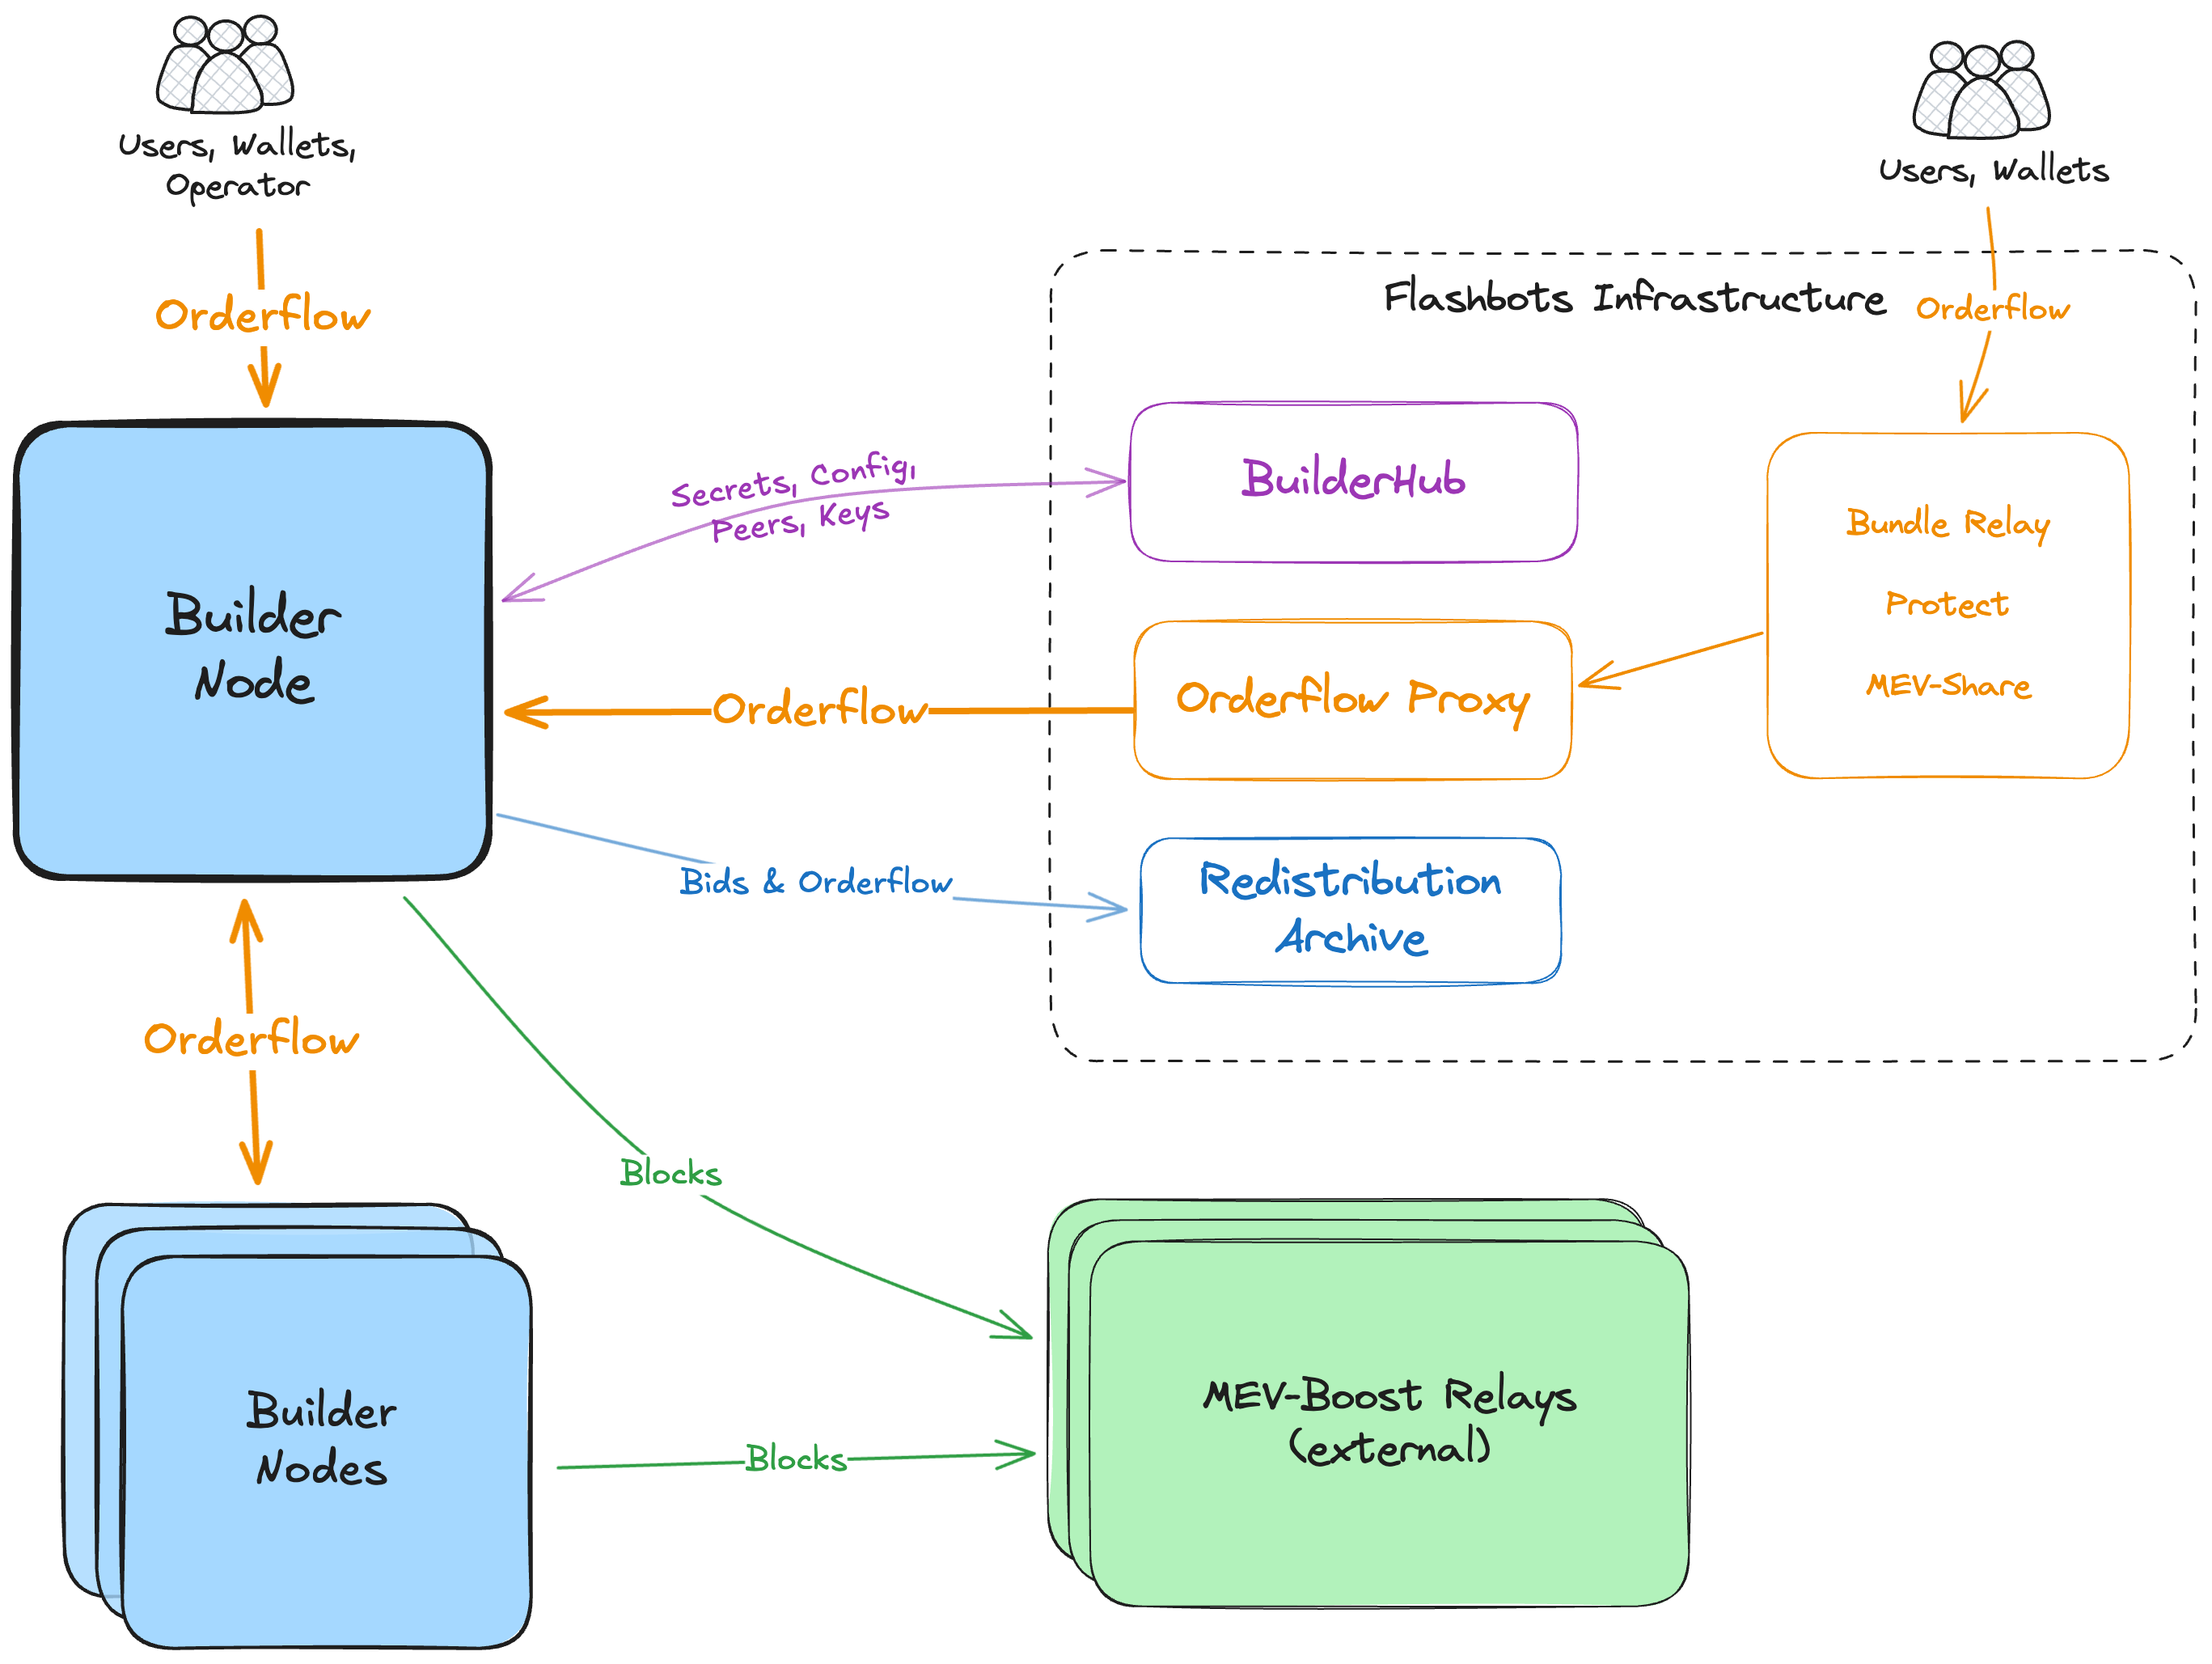 Users, Wallets,
Operator
Users, Wallets
Orderflow
Flashbots Infrastructure
Orderflow
Secrets, Config,
Peers, Keys
BuilderHub
Bundle Relay
Protect
MEV-Share
Builder
Node
Orderflow
Orderflow Proxy
Bids & Orderflow
Redistribution
Archive
Orderflow
Blocks
Builder
Nodes
Blocks
MEV-Boost Relays
(external)